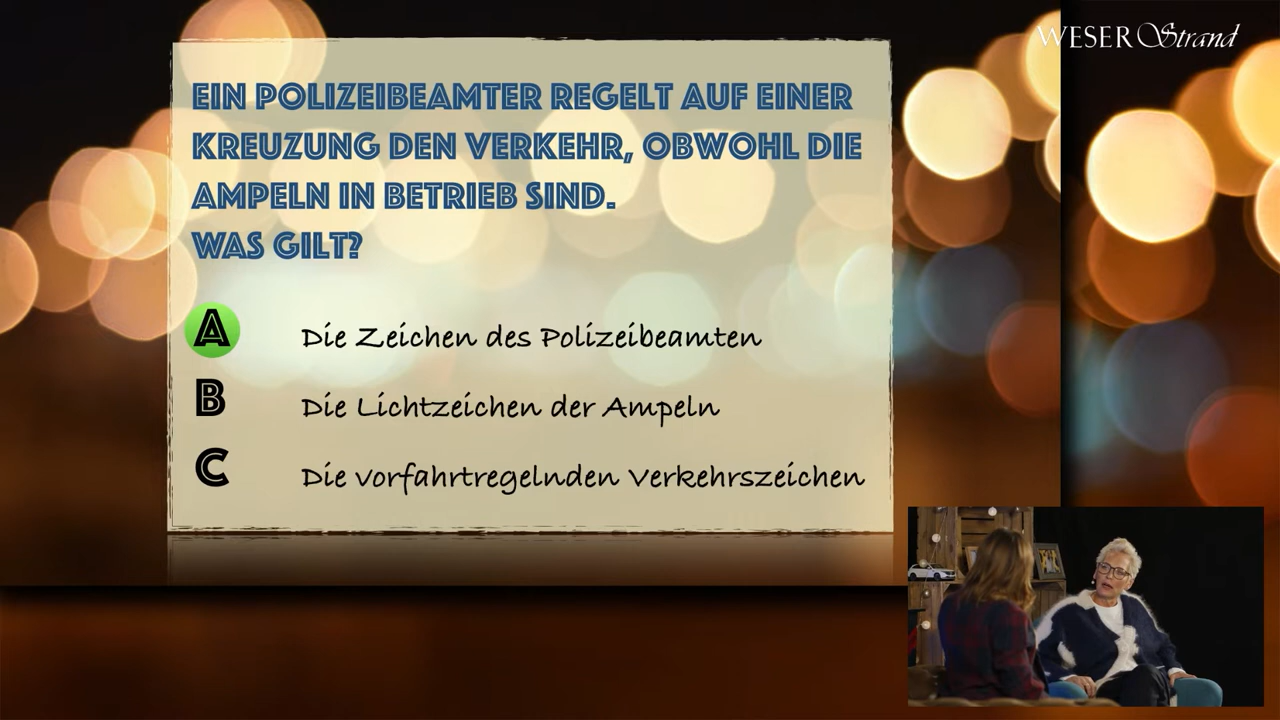 WESER Strand
EIN POLIZEIBEAMTER REGELT AUF EINER
KREUZUNG DEN VERKEHR, OBWOHL DIE
AMPELN IN BETRIEB SIND.
WAS GILT?
A Die Zeichen des Polizeibeamten
B Die Lichtzeichen der Ampeln
C Die vorfahrtregelnden Verkehrszeichen